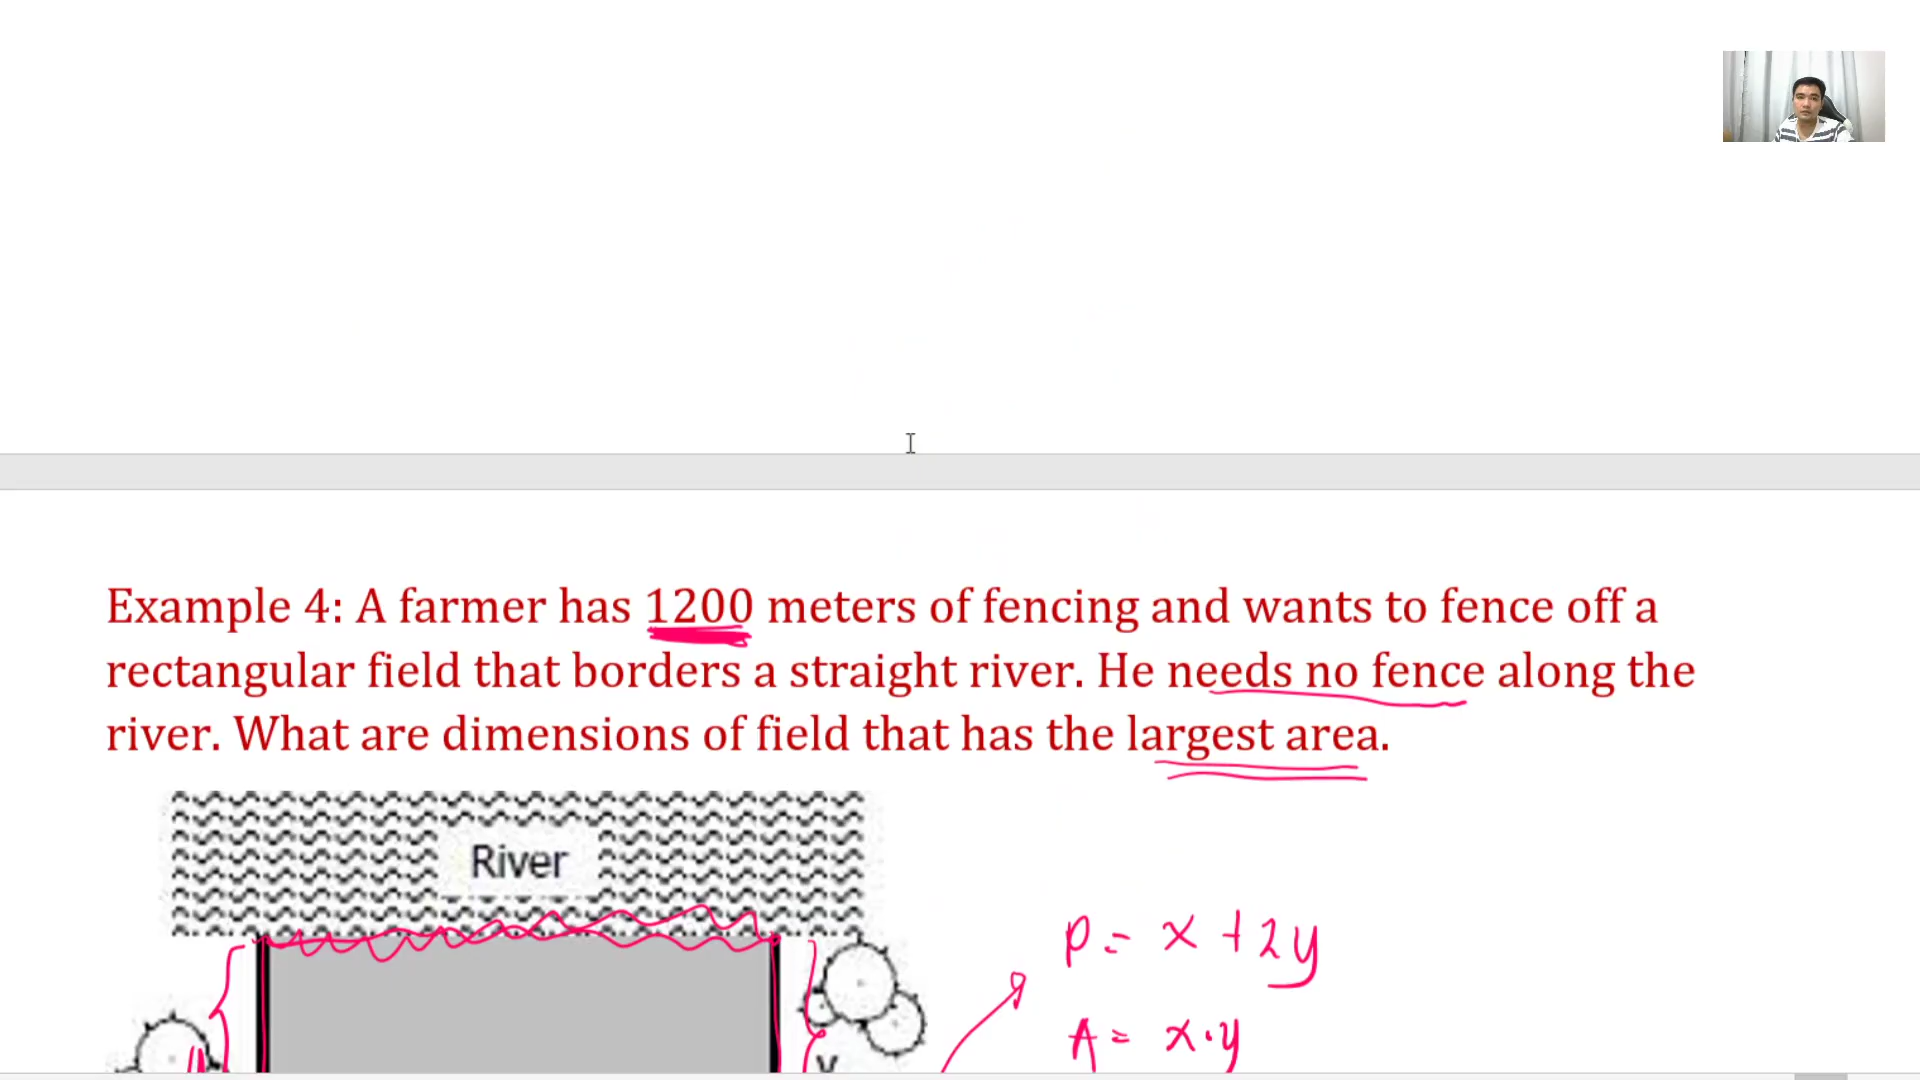 Example 4: A farmer has 1200 meters of fencing and wants to fence off a
rectangular field that borders a straight river. He needs no fence along the
river. What are dimensions of field that has the largest area.
River
P = x + 2y
A = x·y
y